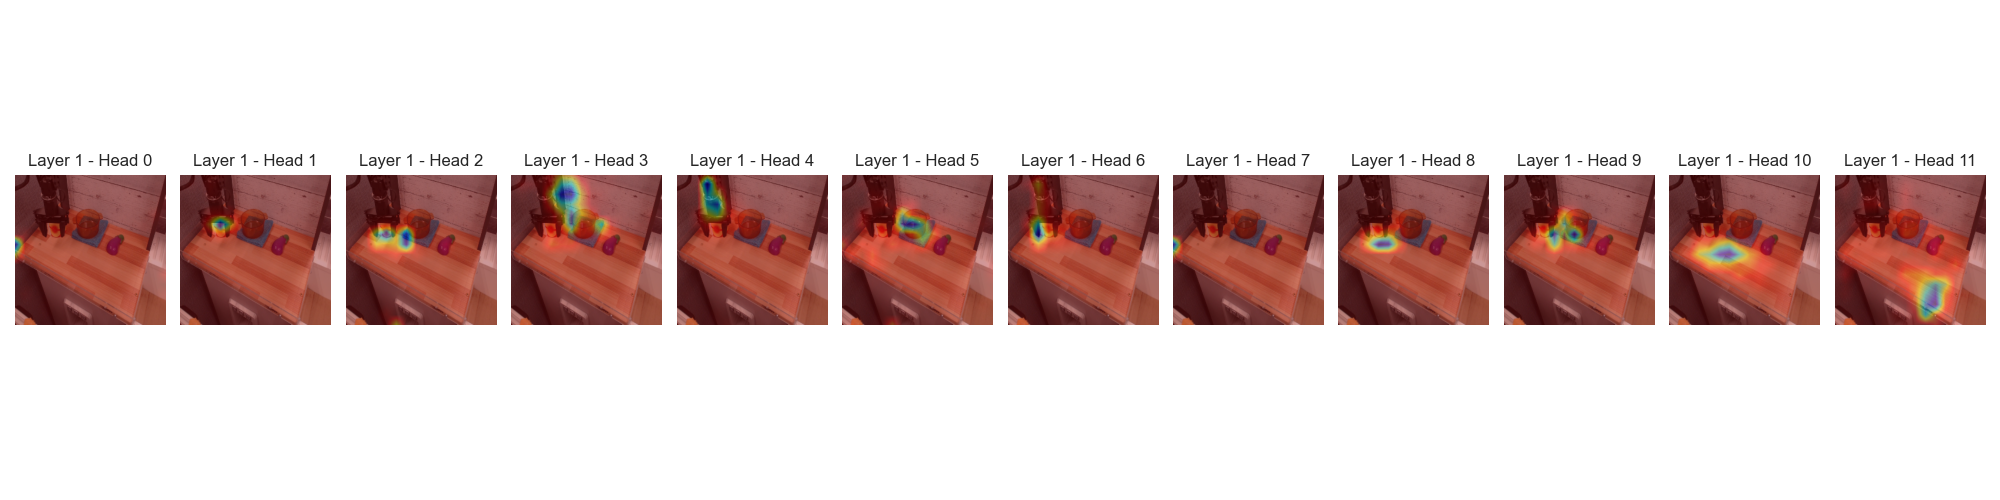 Layer 1 - Head 0
Layer 1 - Head 1
Layer 1 - Head 2
Layer 1 - Head 3
Layer 1 - Head 4
Layer 1 - Head 5
Layer 1 - Head 6
Layer 1 - Head 7
Layer 1 - Head 8
Layer 1 - Head 9
Layer 1 - Head 10
Layer 1 - Head 11